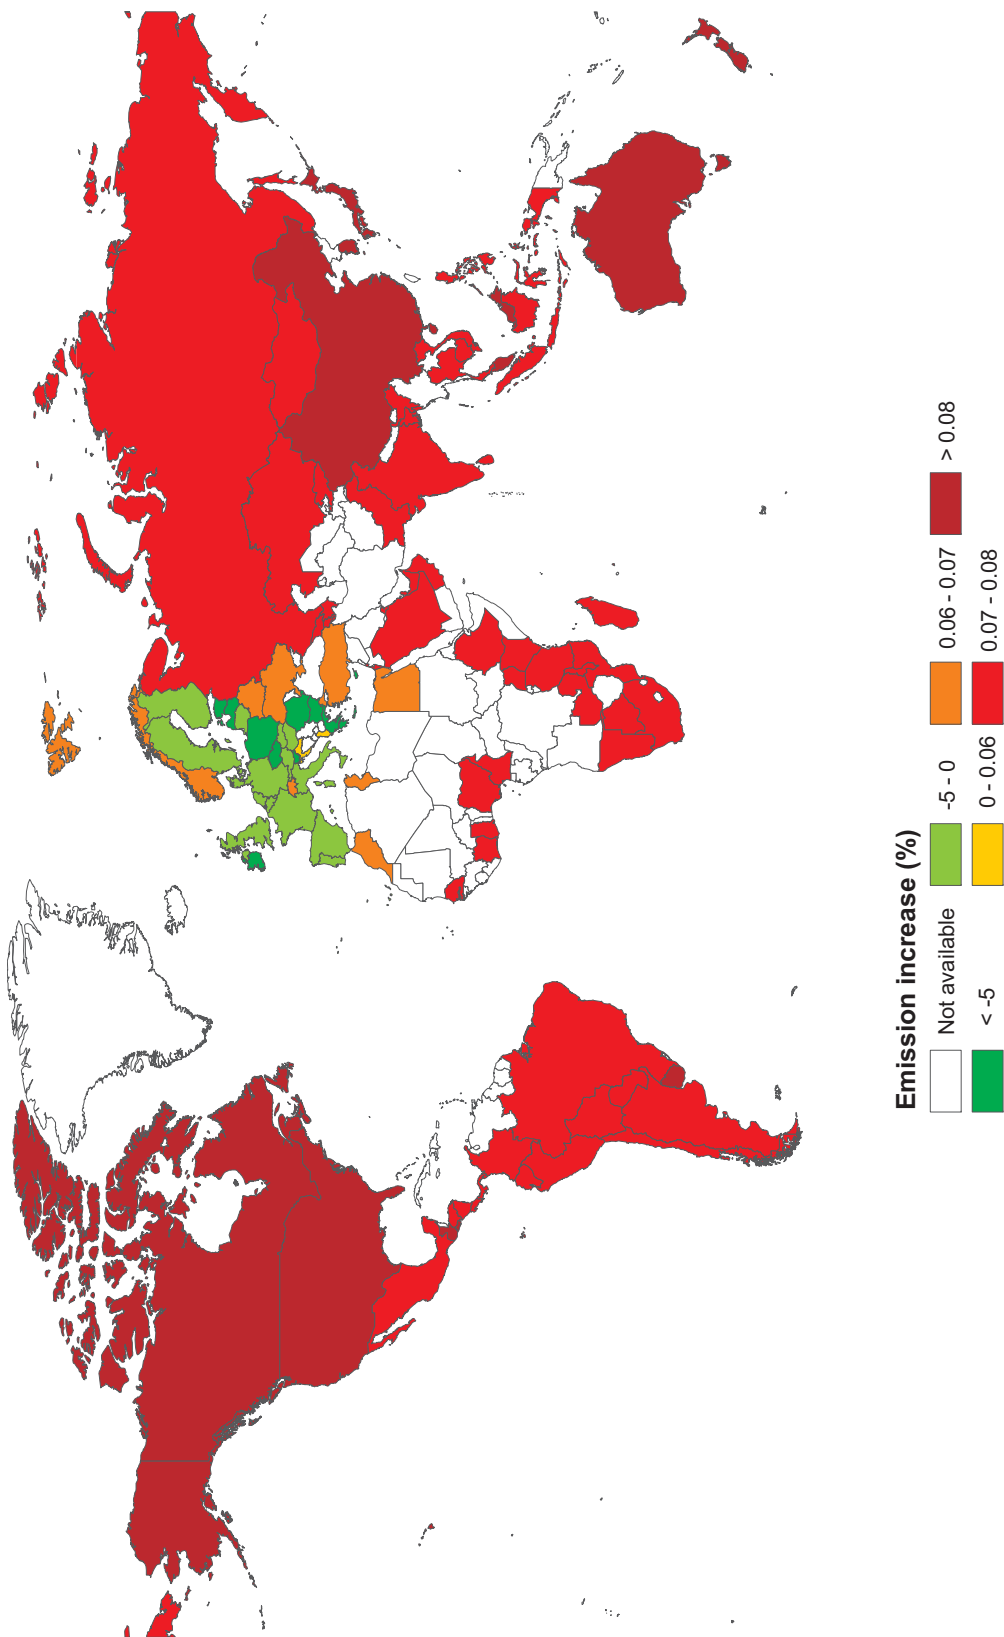 Emission increase (%)
Not available
-5 - 0
0.06 - 0.07
> 0.08
< -5
0 - 0.06
0.07 - 0.08